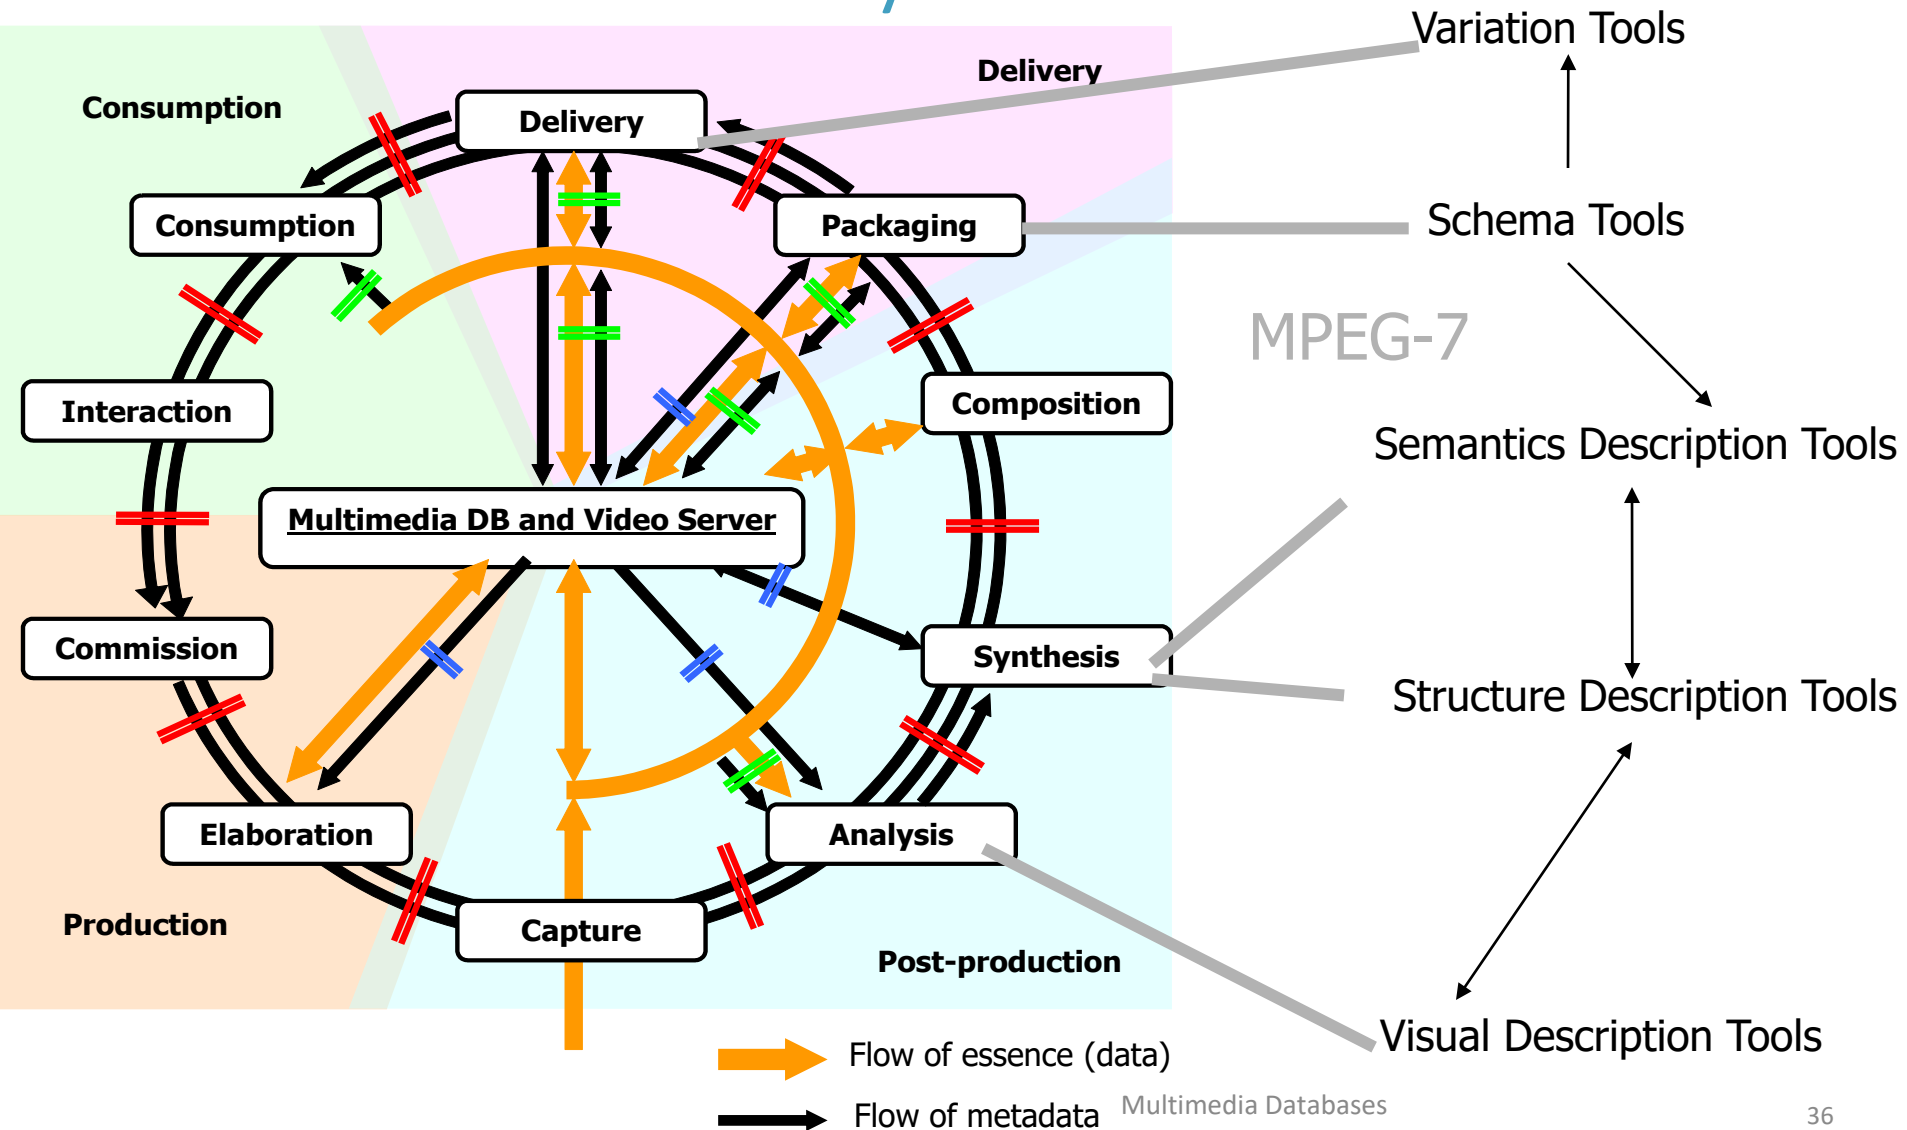 Variation Tools
Delivery
Consumption
Delivery
Consumption
Packaging
Schema Tools
MPEG-7
Interaction
Composition
Semantics Description Tools
Multimedia DB and Video Server
Commission
Synthesis
Structure Description Tools
Elaboration
Analysis
Production
Capture
Post-production
Visual Description Tools
Flow of essence (data)
Flow of metadata
Multimedia Databases
36